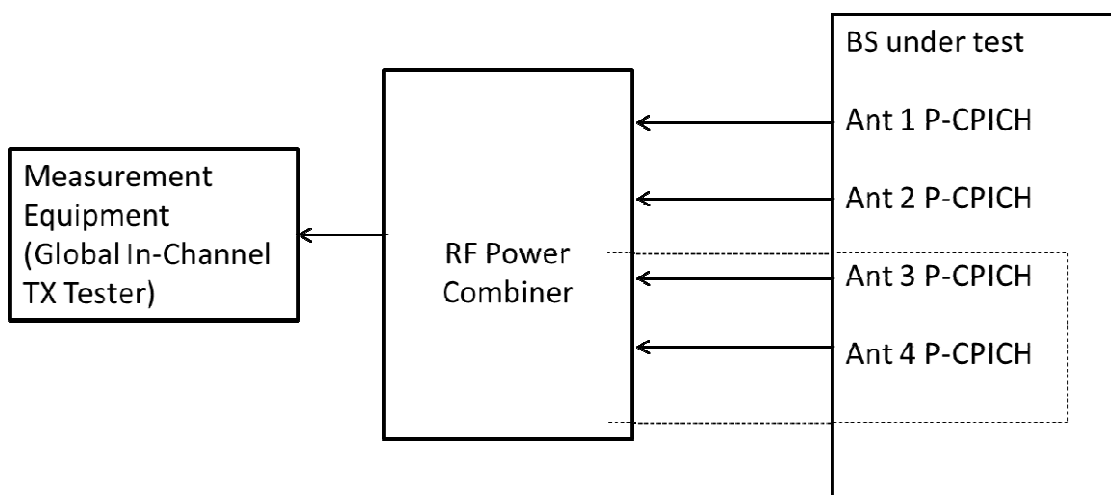 BS under test
Ant 1 P-CPICH
Ant 2 P-CPICH
Ant 3 P-CPICH
Ant 4 P-CPICH
RF Power
Combiner
Measurement
Equipment
(Global In-Channel
TX Tester)